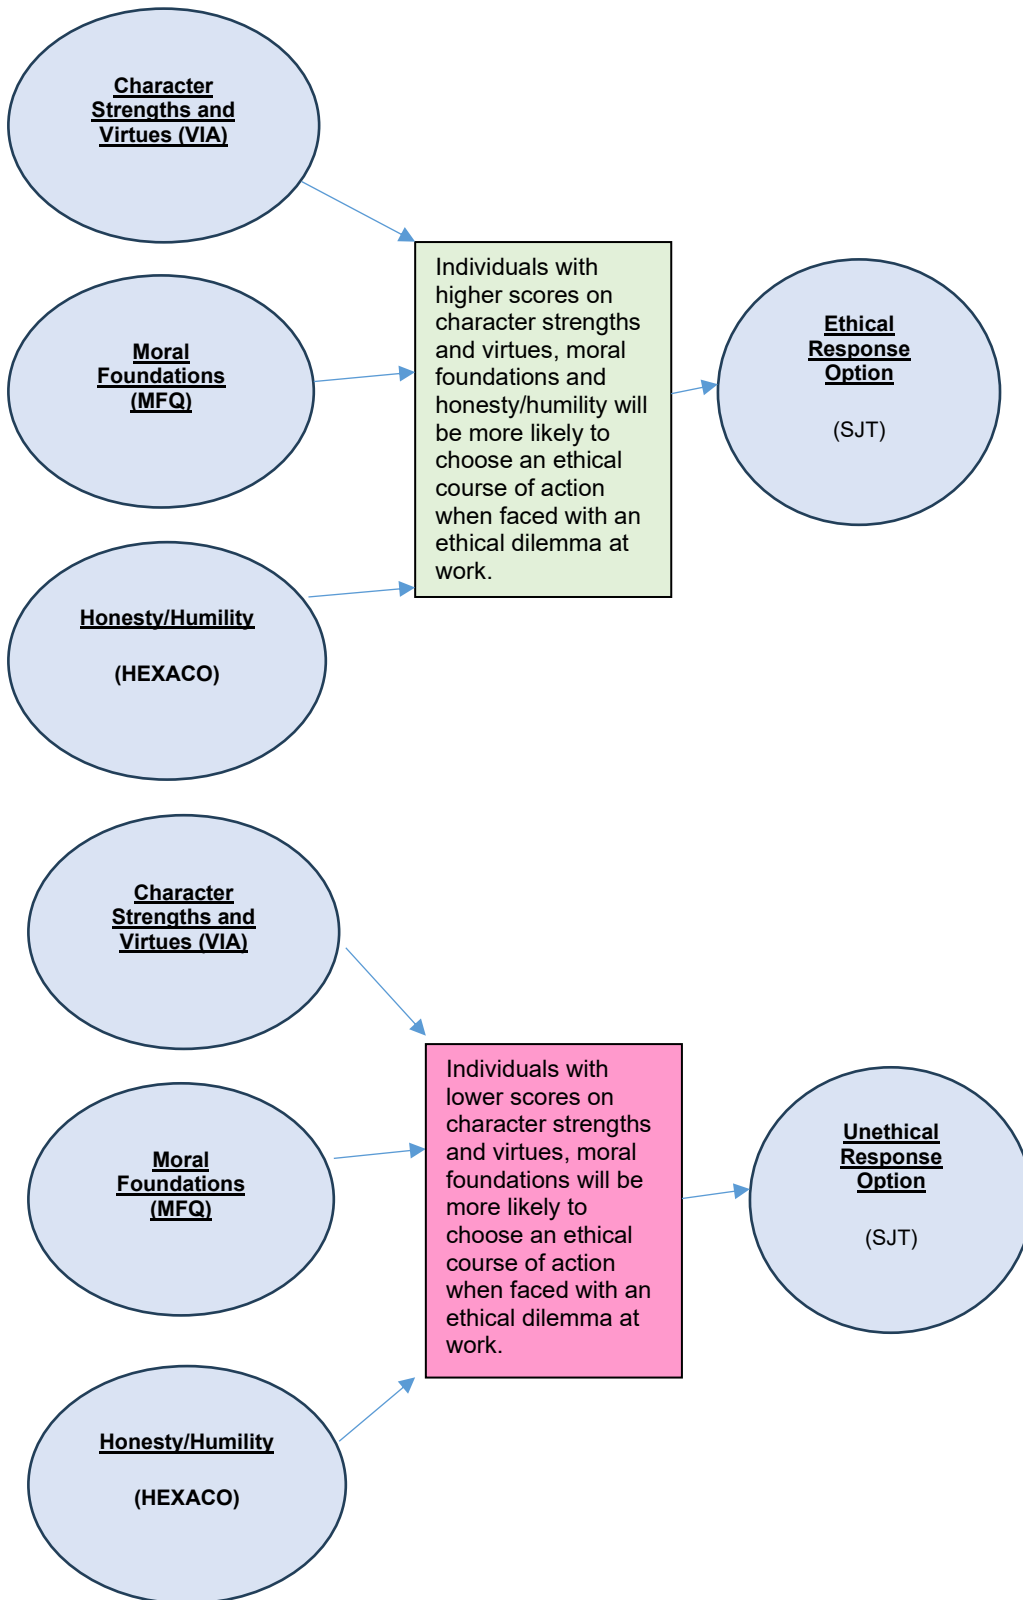 Character
Strengths and
Virtues (VIA)
Moral
Foundations
(MFQ)
Honesty/Humility
(HEXACO)
Individuals with
higher scores on
character strengths
and virtues, moral
foundations and
honesty/humility will
be more likely to
choose an ethical
course of action
when faced with an
ethical dilemma at
work.
Ethical
Response
Option
(SJT)
Character
Strengths and
Virtues (VIA)
Moral
Foundations
(MFQ)
Honesty/Humility
(HEXACO)
Individuals with
lower scores on
character strengths
and virtues, moral
foundations will be
more likely to
choose an ethical
course of action
when faced with an
ethical dilemma at
work.
Unethical
Response
Option
(SJT)